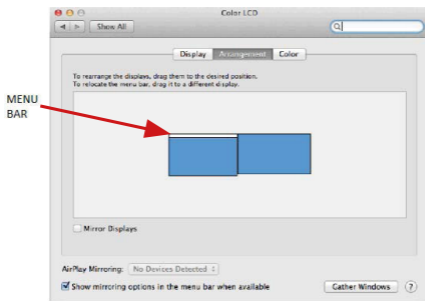 Color LCD
Show All
Display Arrangement Color
To rearrange the displays, drag them to the desired position.
To relocate the menu bar, drag it to a different display.
MENU
BAR
Mirror Displays
AirPlay Mirroring: No Devices Detected
Show mirroring options in the menu bar when available
Gather Windows ?